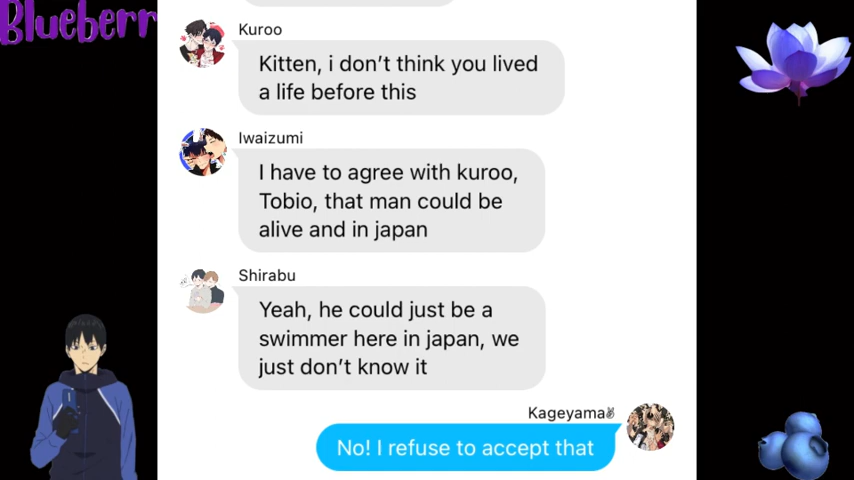 Blueberr
Kuroo
Kitten, i don't think you lived
a life before this
Iwaizumi
I have to agree with kuroo,
Tobio, that man could be
alive and in japan
Shirabu
Yeah, he could just be a
swimmer here in japan, we
just don't know it
Kageyama✌
No! I refuse to accept that